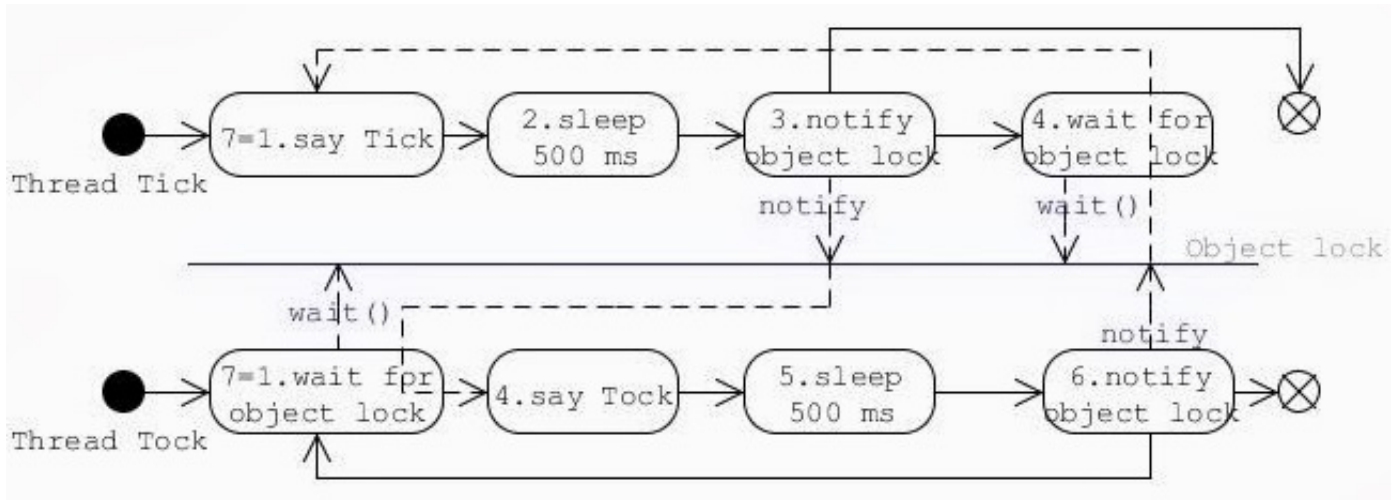 7=1.say Tick
2.sleep
500 ms
3.notify
object lock
4.wait for
object lock
Thread Tick
notify
wait()
Object lock
wait()
notify
7=1.wait for
object lock
4.say Tock
5.sleep
500 ms
6.notify
object lock
Thread Tock